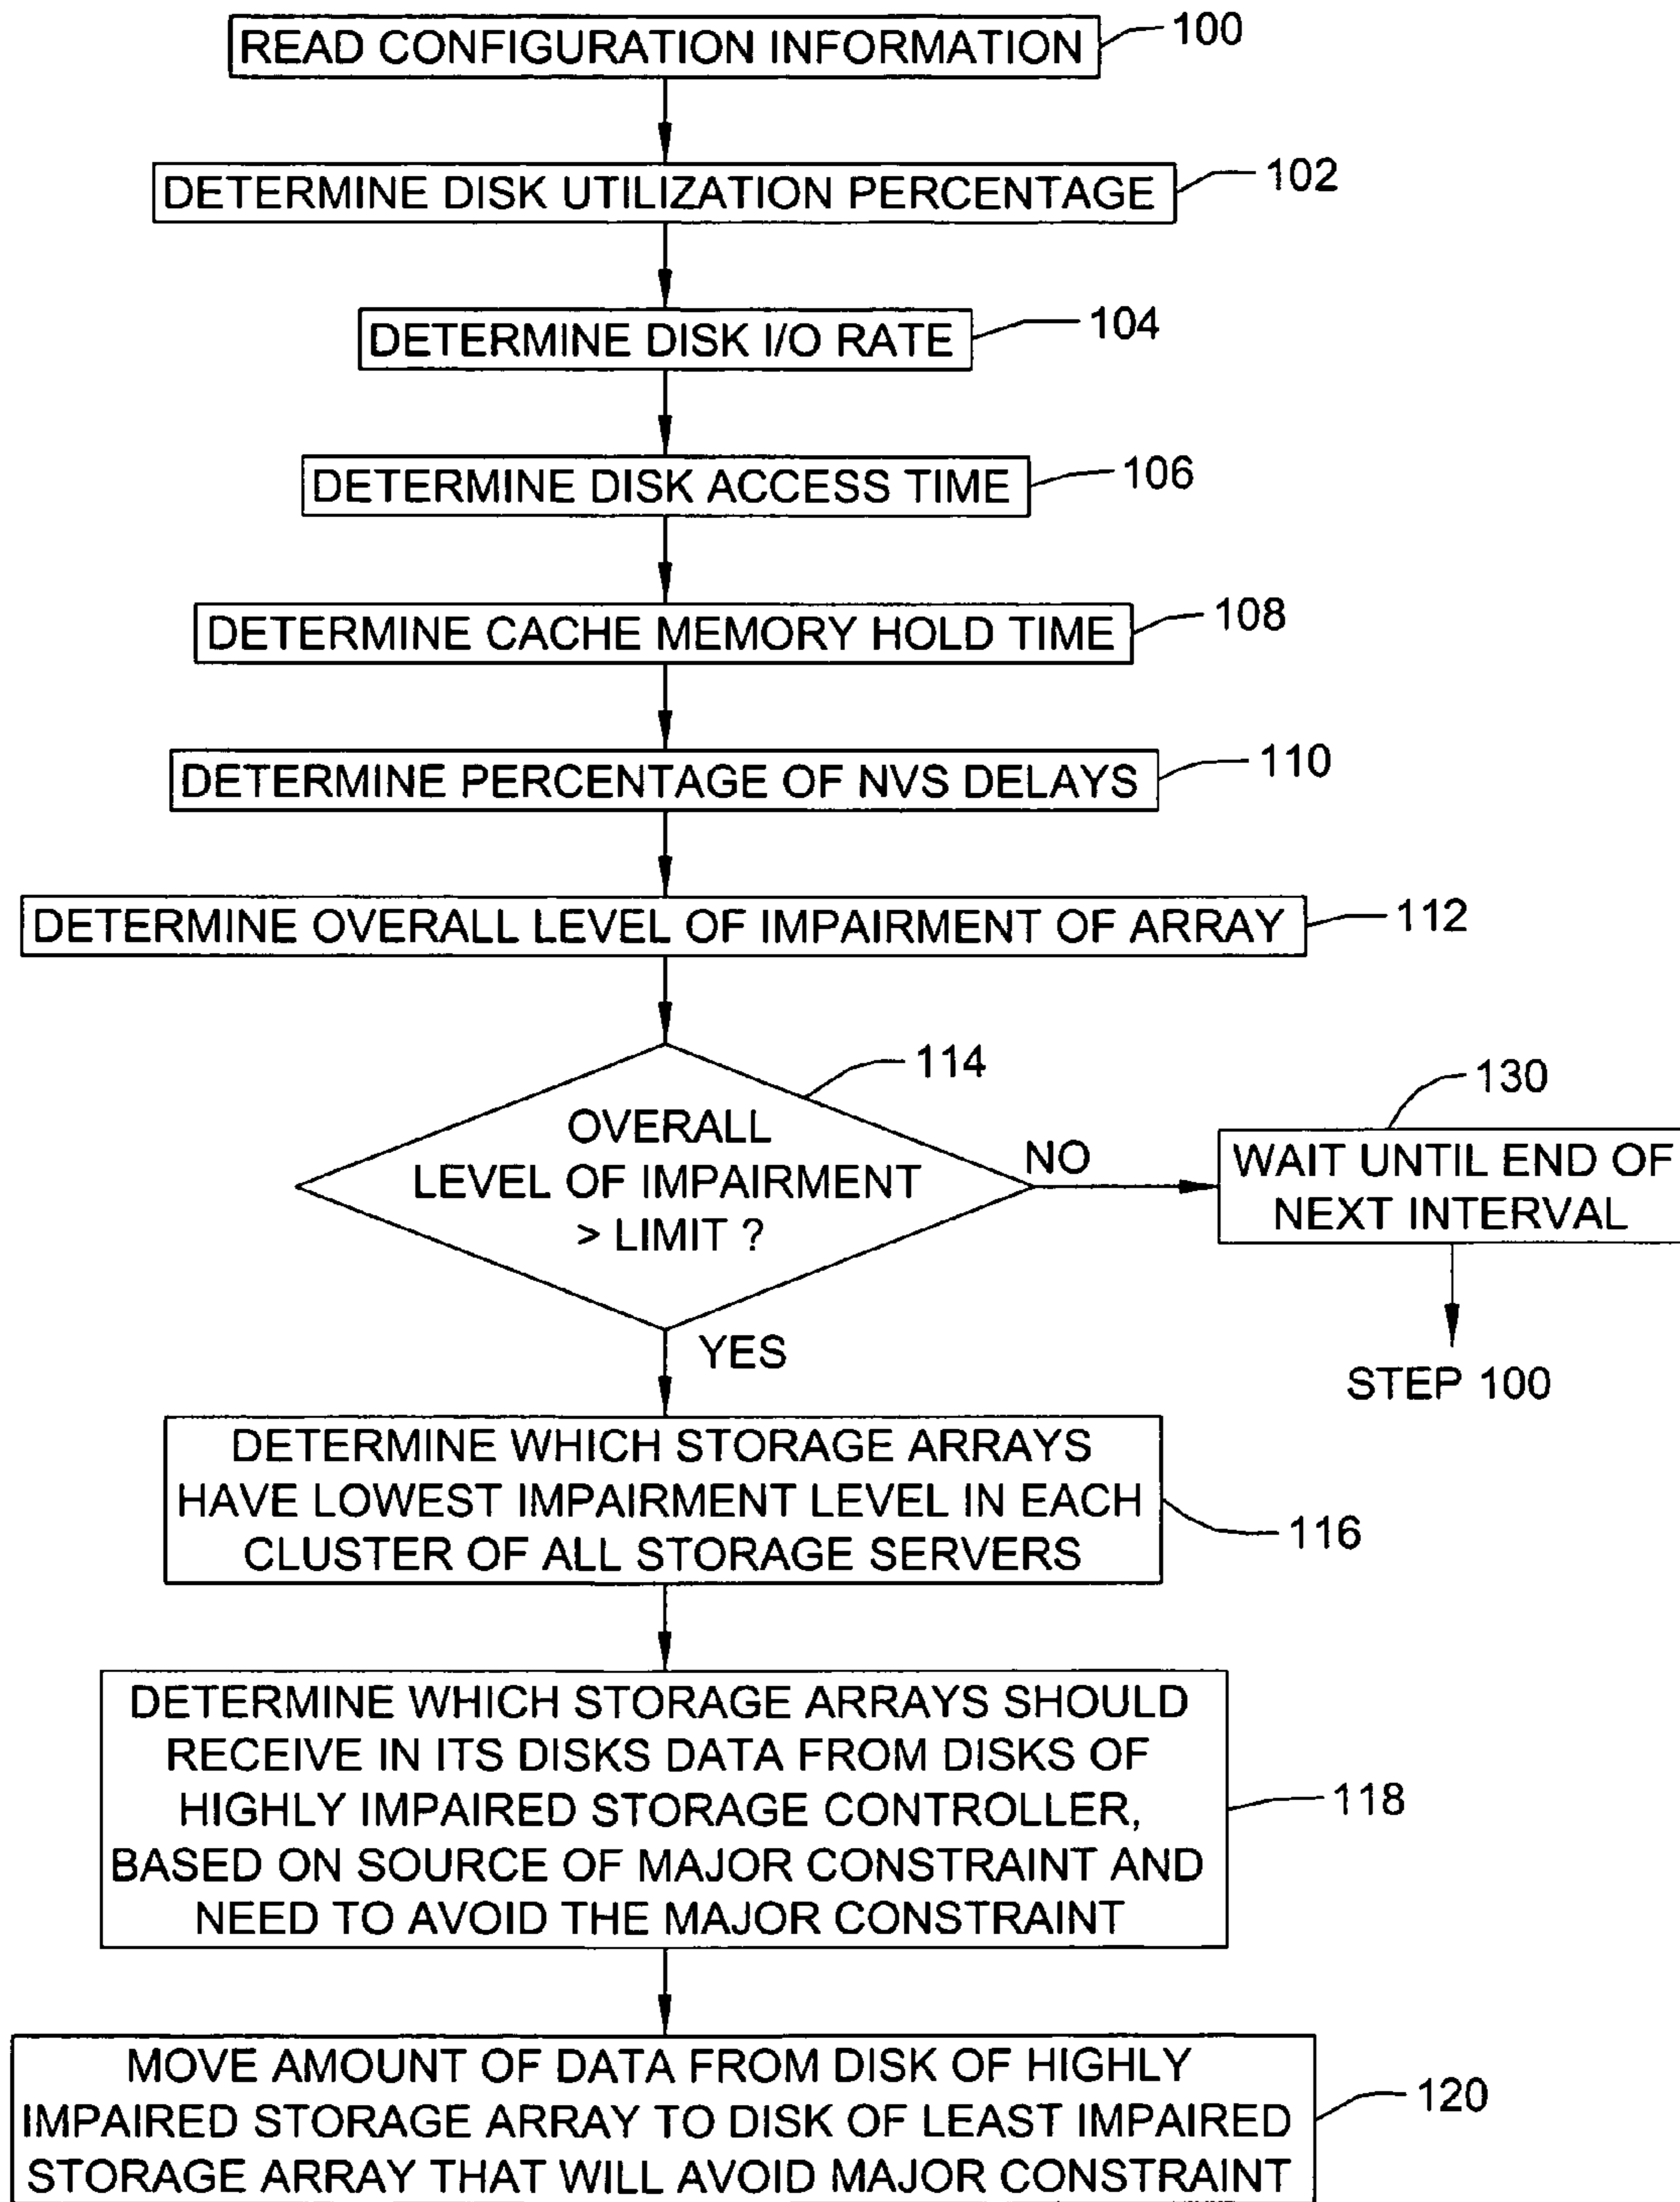 READ CONFIGURATION INFORMATION
100
DETERMINE DISK UTILIZATION PERCENTAGE
102
DETERMINE DISK I/O RATE
104
DETERMINE DISK ACCESS TIME
106
DETERMINE CACHE MEMORY HOLD TIME
108
DETERMINE PERCENTAGE OF NVS DELAYS
110
DETERMINE OVERALL LEVEL OF IMPAIRMENT OF ARRAY
112
114
OVERALL
LEVEL OF IMPAIRMENT
> LIMIT ?
NO
130
WAIT UNTIL END OF
NEXT INTERVAL
STEP 100
YES
DETERMINE WHICH STORAGE ARRAYS
HAVE LOWEST IMPAIRMENT LEVEL IN EACH
CLUSTER OF ALL STORAGE SERVERS
116
DETERMINE WHICH STORAGE ARRAYS SHOULD
RECEIVE IN ITS DISKS DATA FROM DISKS OF
HIGHLY IMPAIRED STORAGE CONTROLLER,
BASED ON SOURCE OF MAJOR CONSTRAINT AND
NEED TO AVOID THE MAJOR CONSTRAINT
118
MOVE AMOUNT OF DATA FROM DISK OF HIGHLY
IMPAIRED STORAGE ARRAY TO DISK OF LEAST IMPAIRED
STORAGE ARRAY THAT WILL AVOID MAJOR CONSTRAINT
120